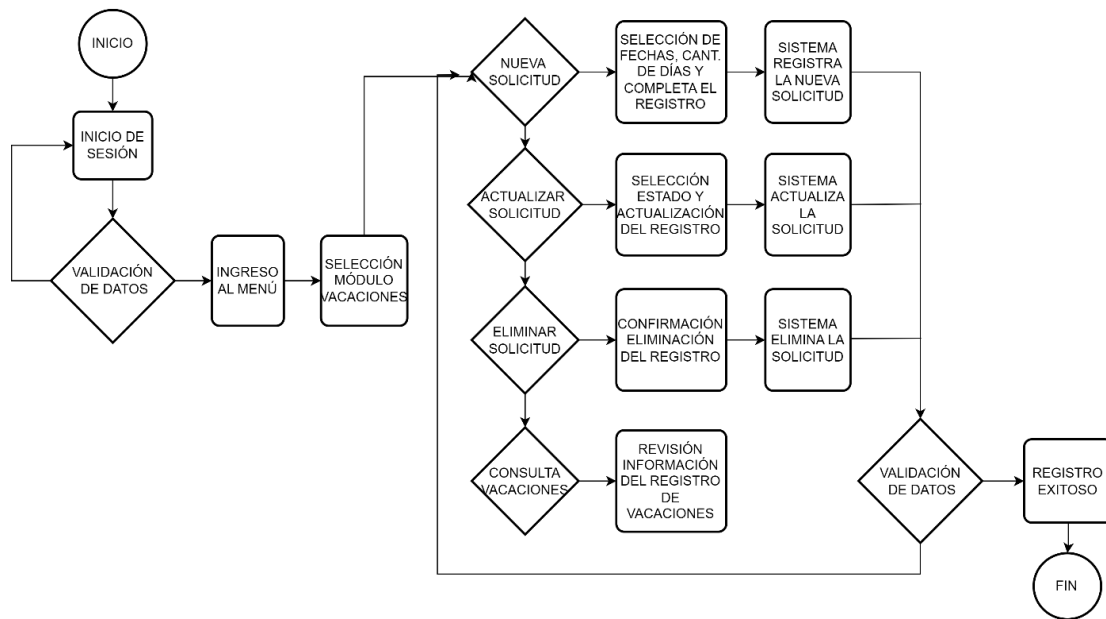 INICIO
INICIO DE
SESIÓN
VALIDACIÓN
DE DATOS
INGRESO
AL MENÚ
SELECCIÓN
MÓDULO
VACACIONES
NUEVA
SOLICITUD
SELECCIÓN DE
FECHAS, CANT.
DE DÍAS Y
COMPLETA EL
REGISTRO
SISTEMA
REGISTRA
LA NUEVA
SOLICITUD
ACTUALIZAR
SOLICITUD
SELECCIÓN
ESTADO Y
ACTUALIZACIÓN
DEL REGISTRO
SISTEMA
ACTUALIZA
LA
SOLICITUD
ELIMINAR
SOLICITUD
CONFIRMACIÓN
ELIMINACIÓN
DEL REGISTRO
SISTEMA
ELIMINA LA
SOLICITUD
CONSULTA
VACACIONES
REVISIÓN
INFORMACIÓN
DEL REGISTRO
DE
VACACIONES
VALIDACIÓN
DE DATOS
REGISTRO
EXITOSO
FIN